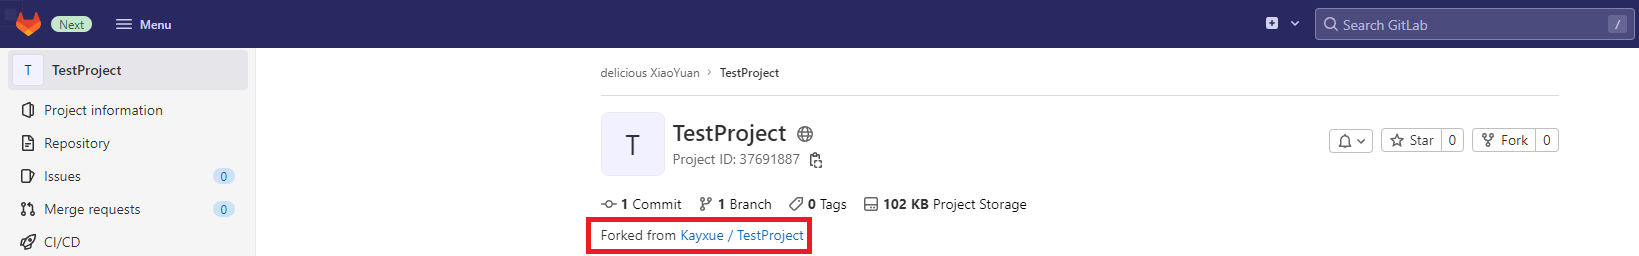 Next Menu Search GitLab /
T TestProject
Project information
Repository
Issues 0
Merge requests 0
CI/CD
delicious XiaoYuan › TestProject
T
TestProject
Project ID: 37691887
Star 0 Fork 0
1 Commit 1 Branch 0 Tags 102 KB Project Storage
Forked from Kayxue / TestProject